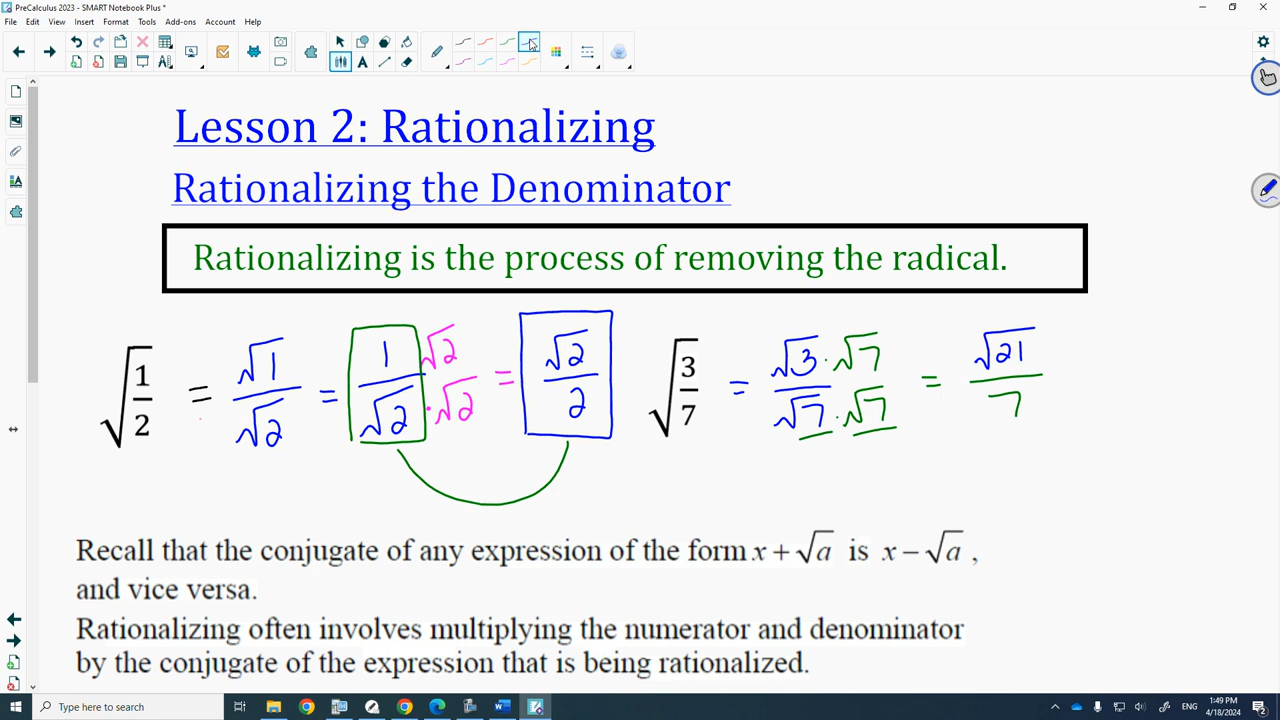 PreCalculus 2023 - SMART Notebook Plus *
File Edit View Insert Format Tools Add-ons Account Help
Lesson 2: Rationalizing
Rationalizing the Denominator
Rationalizing is the process of removing the radical.
√(1/2) = √1/√2 = 1/√2 · √2/√2 = √2/2
√(3/7) = √3/√7 · √7/√7 = √21/7
Recall that the conjugate of any expression of the form x + √a is x − √a ,
and vice versa.
Rationalizing often involves multiplying the numerator and denominator
by the conjugate of the expression that is being rationalized.
Type here to search
ENG
1:49 PM
4/18/2024
2